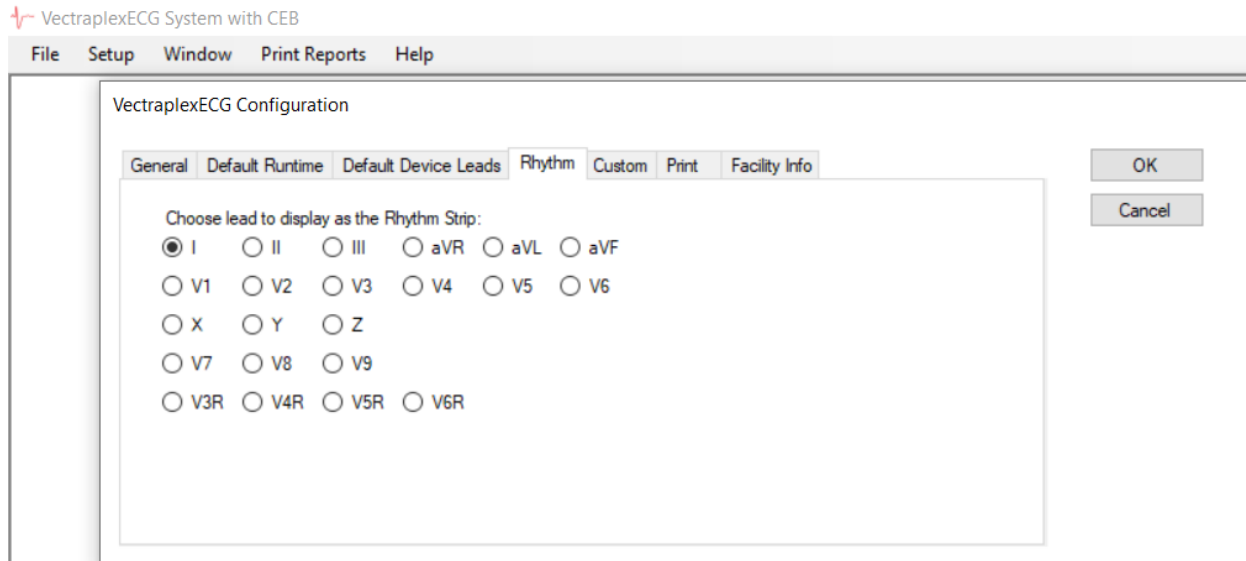 VectraplexECG System with CEB
File Setup Window Print Reports Help
VectraplexECG Configuration
General Default Runtime Default Device Leads Rhythm Custom Print Facility Info
OK
Cancel
Choose lead to display as the Rhythm Strip:
I II III aVR aVL aVF
V1 V2 V3 V4 V5 V6
X Y Z
V7 V8 V9
V3R V4R V5R V6R